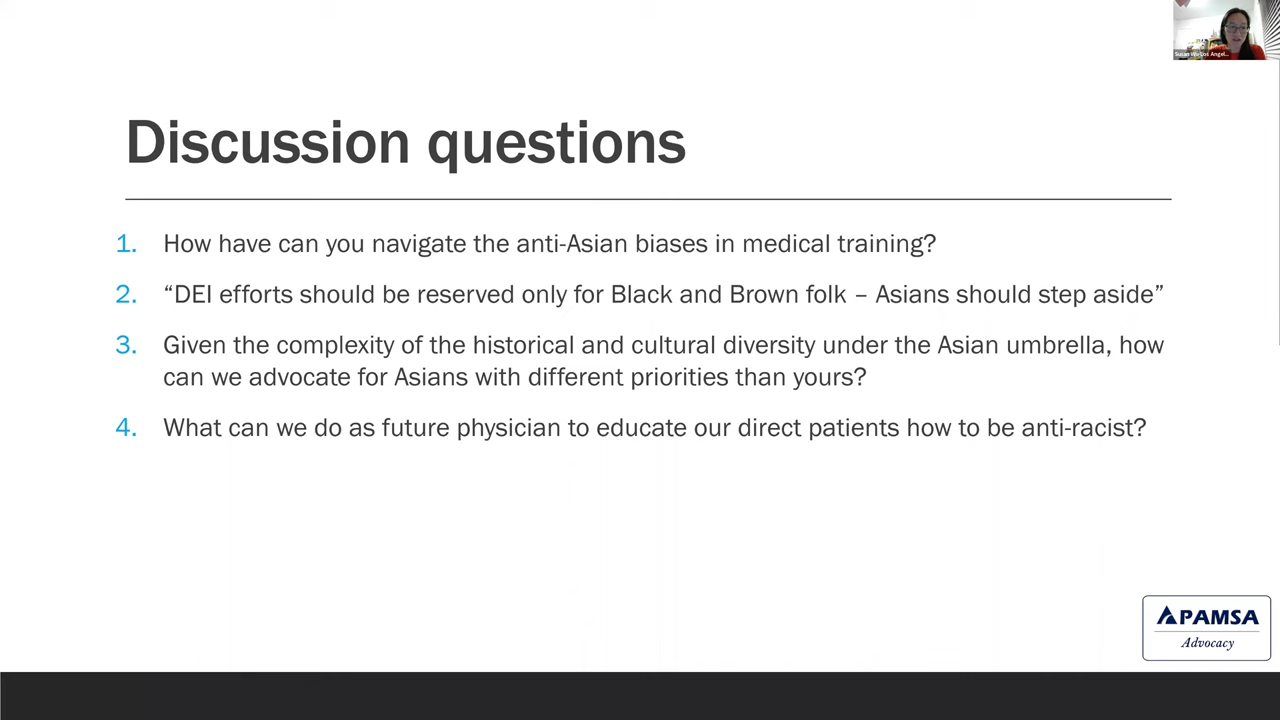 Discussion questions
1. How have can you navigate the anti-Asian biases in medical training?
2. “DEI efforts should be reserved only for Black and Brown folk – Asians should step aside”
3. Given the complexity of the historical and cultural diversity under the Asian umbrella, how
can we advocate for Asians with different priorities than yours?
4. What can we do as future physician to educate our direct patients how to be anti-racist?
APAMSA
Advocacy